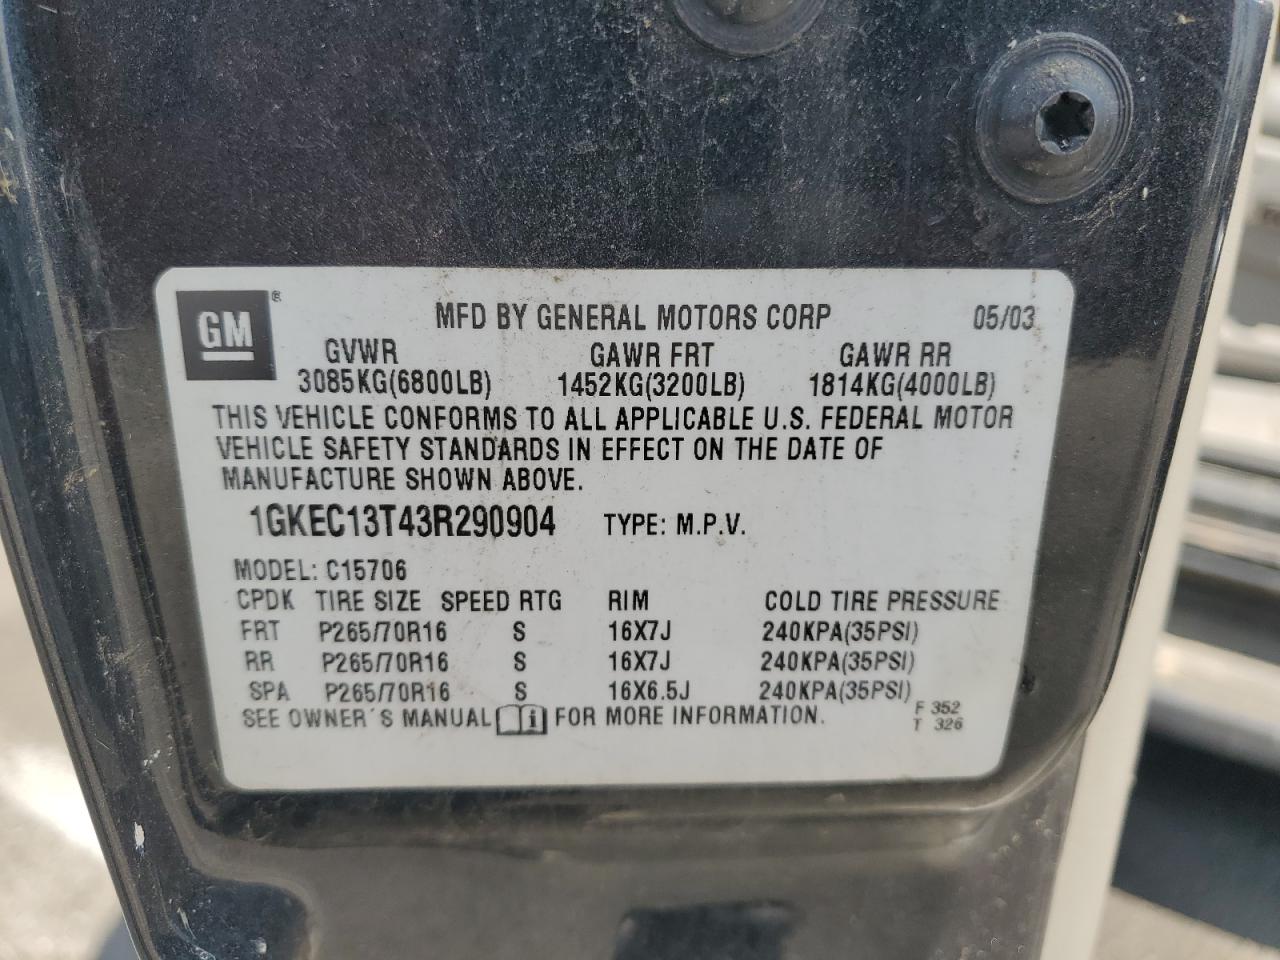 GM®
MFD BY GENERAL MOTORS CORP 05/03
GVWR GAWR FRT GAWR RR
3085KG(6800LB) 1452KG(3200LB) 1814KG(4000LB)
THIS VEHICLE CONFORMS TO ALL APPLICABLE U.S. FEDERAL MOTOR
VEHICLE SAFETY STANDARDS IN EFFECT ON THE DATE OF
MANUFACTURE SHOWN ABOVE.
1GKEC13T43R290904 TYPE: M.P.V.
MODEL: C15706
CPDK TIRE SIZE SPEED RTG RIM COLD TIRE PRESSURE
FRT P265/70R16 S 16X7J 240KPA(35PSI)
RR P265/70R16 S 16X7J 240KPA(35PSI)
SPA P265/70R16 S 16X6.5J 240KPA(35PSI)
SEE OWNER'S MANUAL i FOR MORE INFORMATION.
F 352
T 326